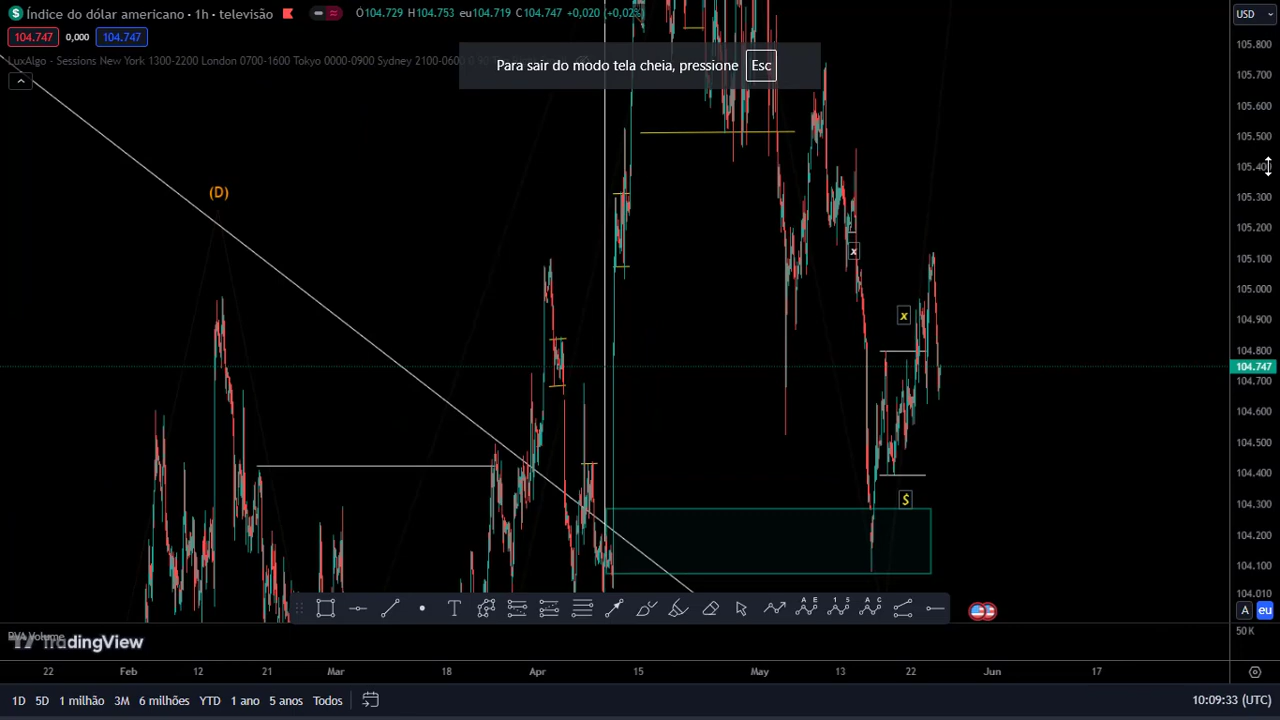 $ Índice do dólar americano · 1h · televisão O104.729 H104.753 eu104.719 C104.747 +0,020 (+0,02%)
104.747 0,000 104.747
LuxAlgo - Sessions New York 1300-2200 London 0700-1600 Tokyo 0000-0900 Sydney 2100-0600
Para sair do modo tela cheia, pressione Esc
USD
105.800
105.700
105.600
105.500
105.400
105.300
105.200
105.100
105.000
104.900
104.800
104.747
104.700
104.600
104.500
104.400
104.300
104.200
104.100
104.010
(D)
x
x
$
T
A E
1 5
A C
A eu
50K
RVA Volume
TradingView
22 Feb 12 21 Mar 18 Apr 15 May 13 22 Jun 17
1D 5D 1 milhão 3M 6 milhões YTD 1 ano 5 anos Todos
10:09:33 (UTC)